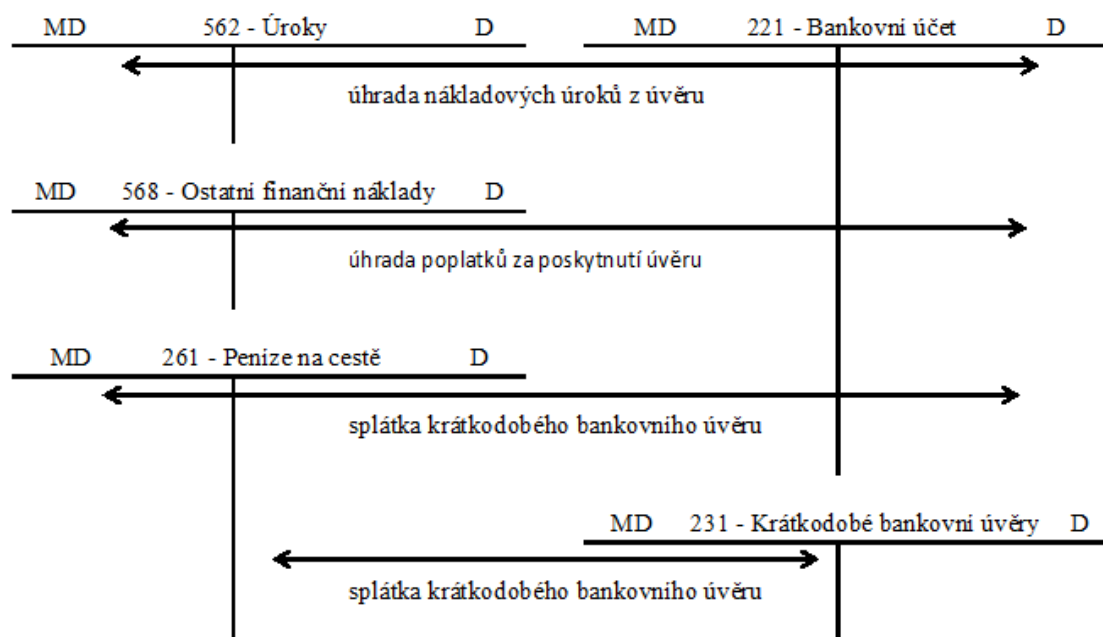 MD 562 - Úroky D MD 221 - Bankovní účet D
úhrada nákladových úroků z úvěru
MD 568 - Ostatní finanční náklady D
úhrada poplatků za poskytnutí úvěru
MD 261 - Peníze na cestě D
splátka krátkodobého bankovního úvěru
MD 231 - Krátkodobé bankovní úvěry D
splátka krátkodobého bankovního úvěru